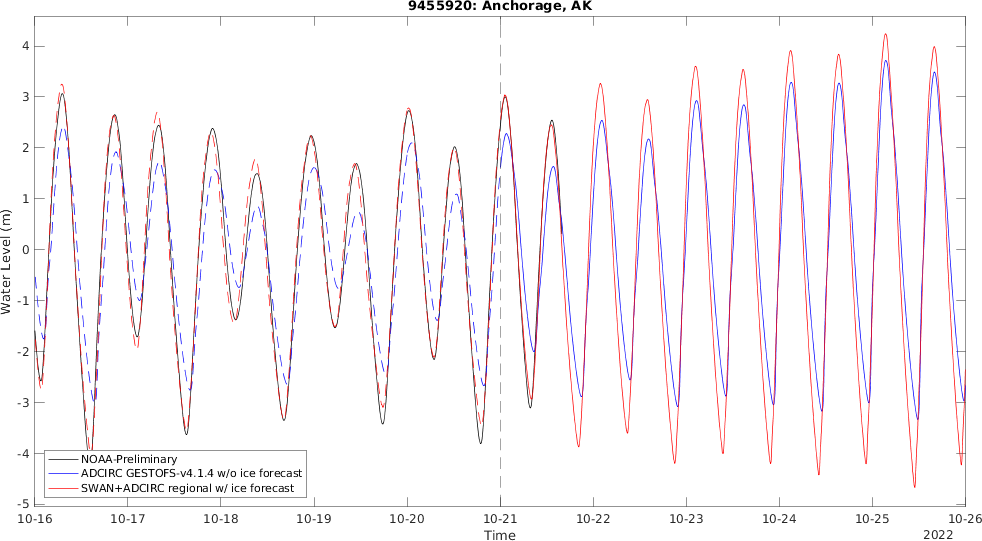 9455920: Anchorage, AK
4
3
2
1
0
-1
-2
-3
-4
-5
Water Level (m)
NOAA-Preliminary
ADCIRC GESTOFS-v4.1.4 w/o ice forecast
SWAN+ADCIRC regional w/ ice forecast
10-16 10-17 10-18 10-19 10-20 10-21 10-22 10-23 10-24 10-25 10-26
Time
2022